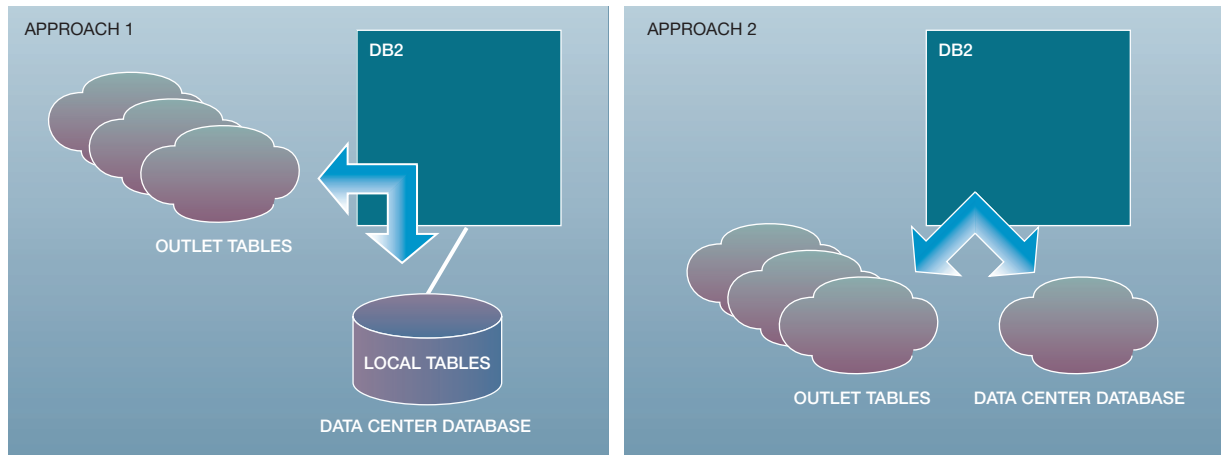 APPROACH 1
DB2
OUTLET TABLES
LOCAL TABLES
DATA CENTER DATABASE
APPROACH 2
DB2
OUTLET TABLES
DATA CENTER DATABASE